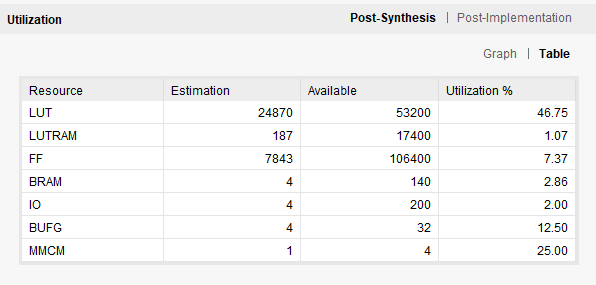 Utilization Post-Synthesis | Post-Implementation
Graph | Table
Resource Estimation Available Utilization %
LUT 24870 53200 46.75
LUTRAM 187 17400 1.07
FF 7843 106400 7.37
BRAM 4 140 2.86
IO 4 200 2.00
BUFG 4 32 12.50
MMCM 1 4 25.00